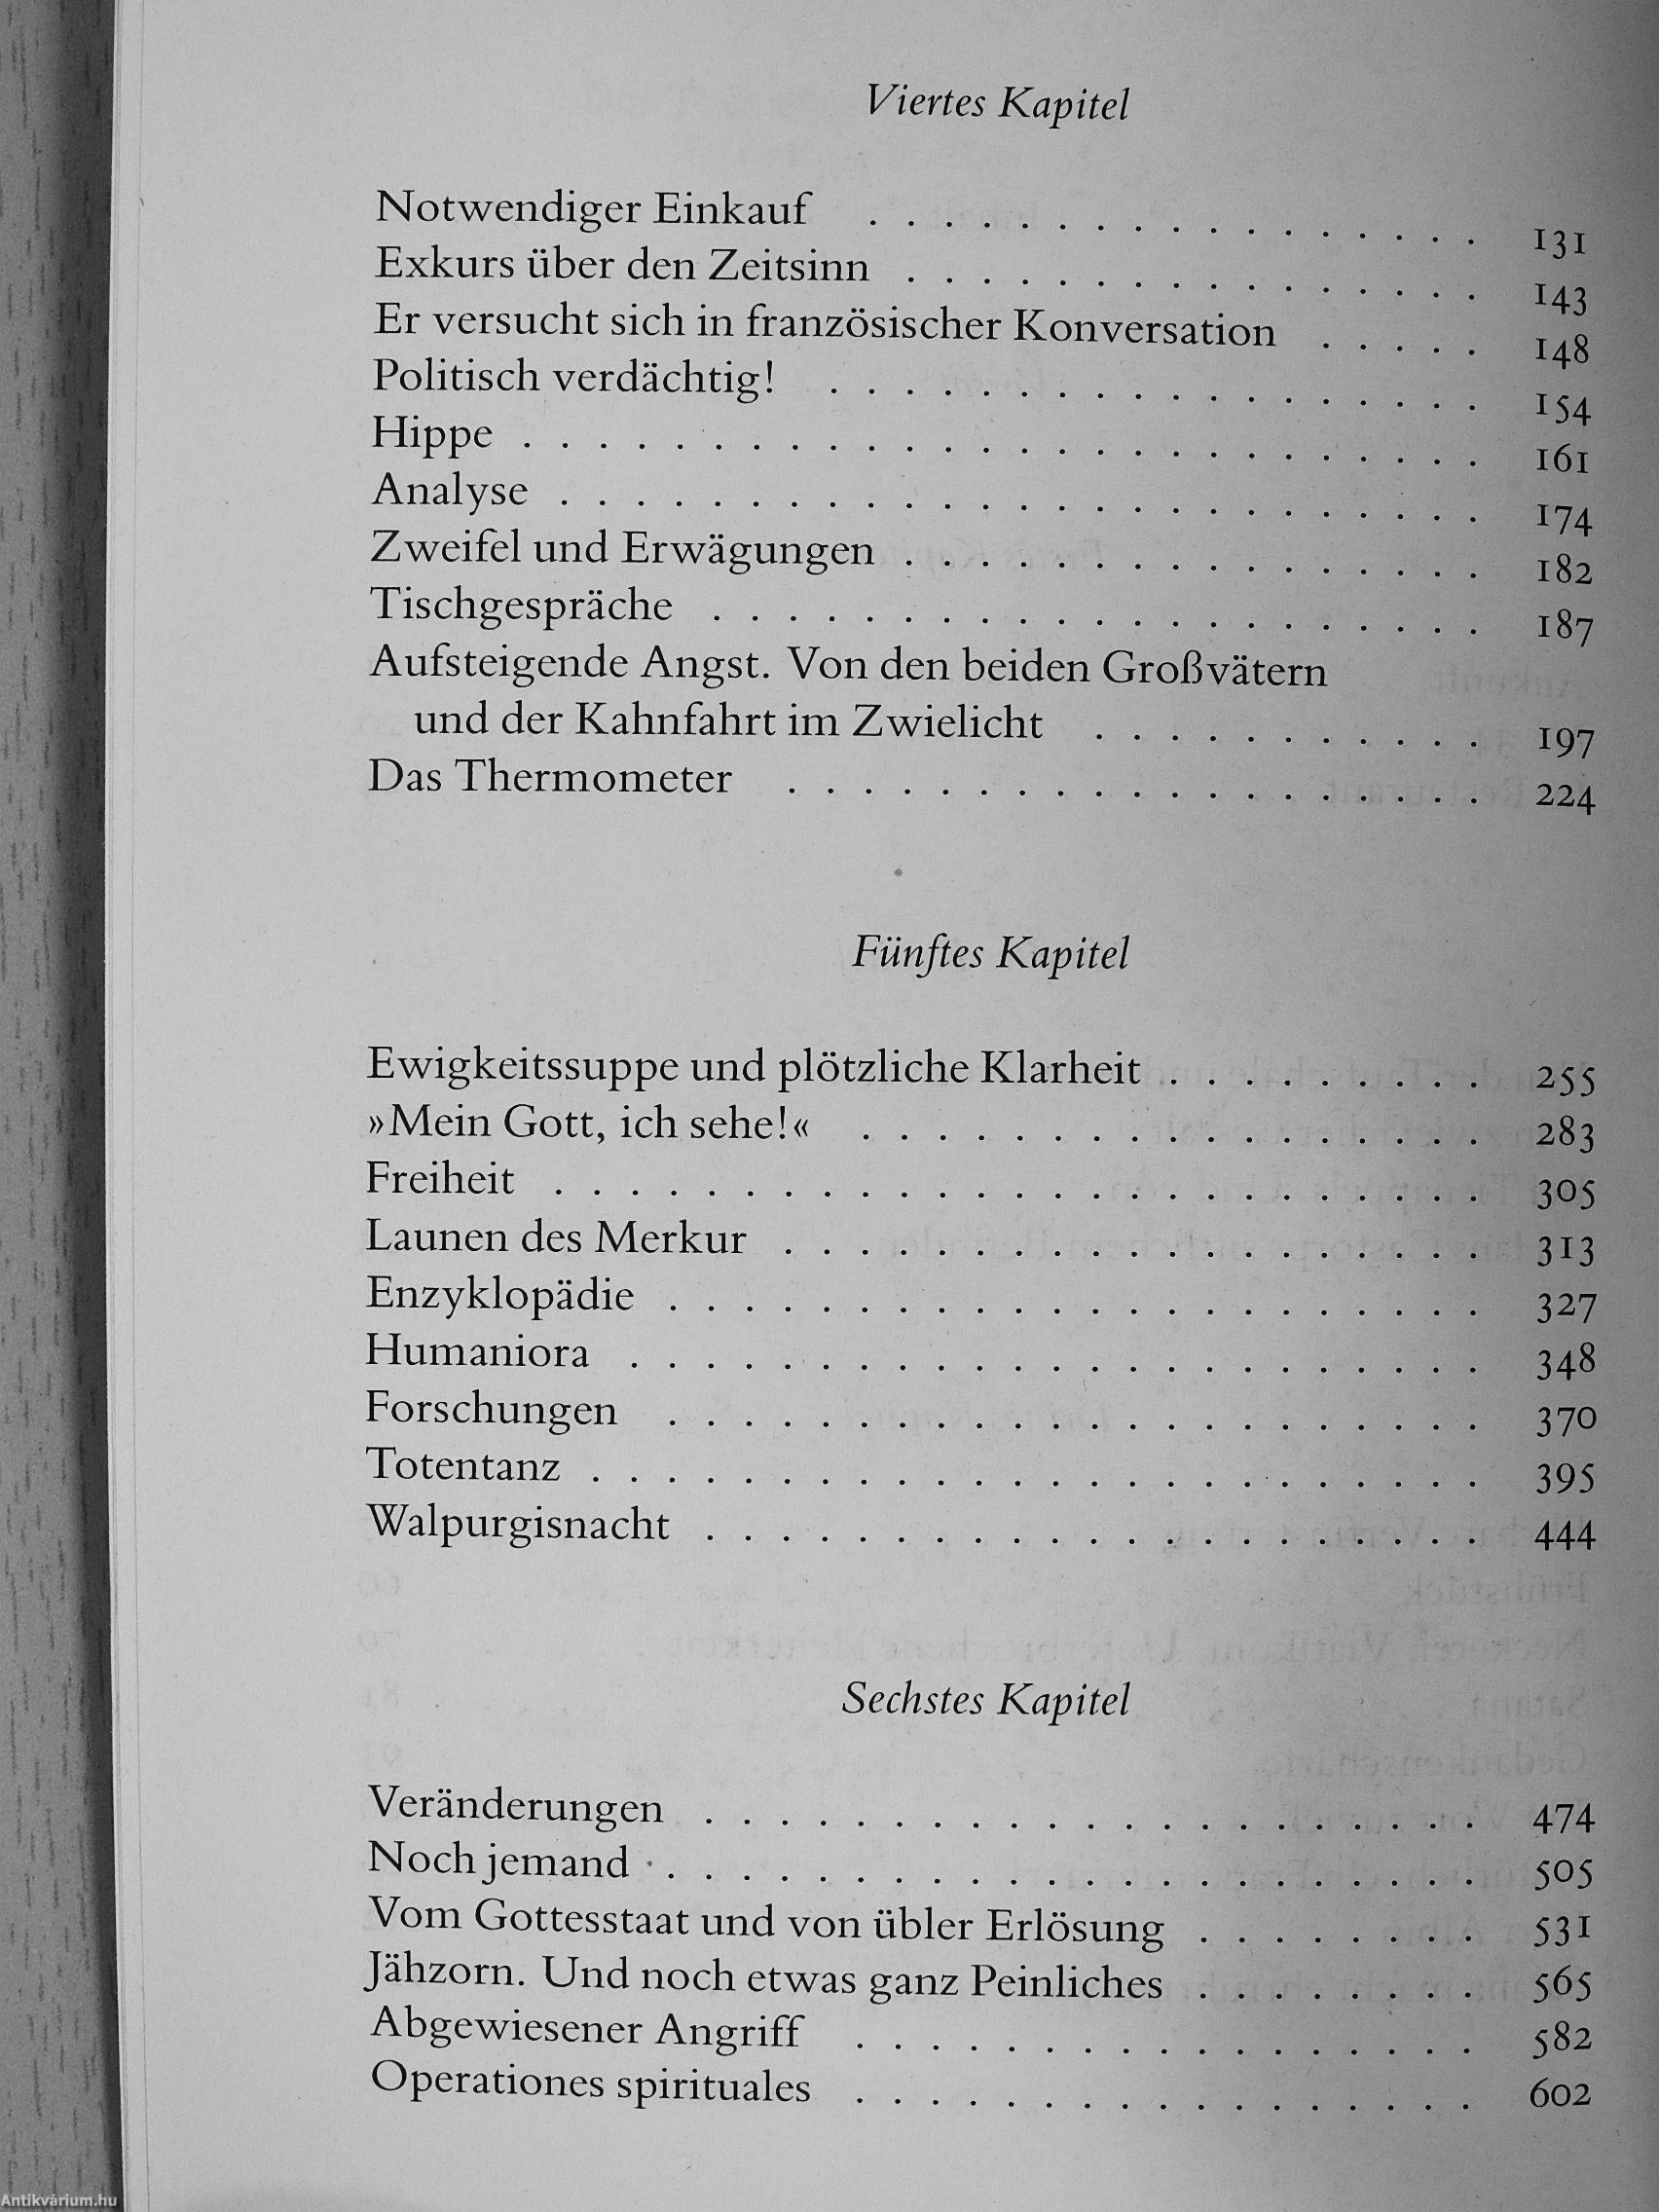 Viertes Kapitel
Notwendiger Einkauf . . . . . . . . . . . . . . . . . 131
Exkurs über den Zeitsinn . . . . . . . . . . . . . . . . 143
Er versucht sich in französischer Konversation . . . . . 148
Politisch verdächtig! . . . . . . . . . . . . . . . . . . 154
Hippe . . . . . . . . . . . . . . . . . . . . . . . . . . 161
Analyse . . . . . . . . . . . . . . . . . . . . . . . . . 174
Zweifel und Erwägungen . . . . . . . . . . . . . . . . 182
Tischgespräche . . . . . . . . . . . . . . . . . . . . . 187
Aufsteigende Angst. Von den beiden Großvätern
und der Kahnfahrt im Zwielicht . . . . . . . . . . . 197
Das Thermometer . . . . . . . . . . . . . . . . . . . 224
Fünftes Kapitel
Ewigkeitssuppe und plötzliche Klarheit . . . . . . . . . 255
»Mein Gott, ich sehe!« . . . . . . . . . . . . . . . . . 283
Freiheit . . . . . . . . . . . . . . . . . . . . . . . . . 305
Launen des Merkur . . . . . . . . . . . . . . . . . . . 313
Enzyklopädie . . . . . . . . . . . . . . . . . . . . . . 327
Humaniora . . . . . . . . . . . . . . . . . . . . . . . 348
Forschungen . . . . . . . . . . . . . . . . . . . . . . 370
Totentanz . . . . . . . . . . . . . . . . . . . . . . . . 395
Walpurgisnacht . . . . . . . . . . . . . . . . . . . . . 444
Sechstes Kapitel
Veränderungen . . . . . . . . . . . . . . . . . . . . . 474
Noch jemand . . . . . . . . . . . . . . . . . . . . . . 505
Vom Gottesstaat und von übler Erlösung . . . . . . . . 531
Jähzorn. Und noch etwas ganz Peinliches . . . . . . . . 565
Abgewiesener Angriff . . . . . . . . . . . . . . . . . 582
Operationes spirituales . . . . . . . . . . . . . . . . . 602
Antikvárium.hu